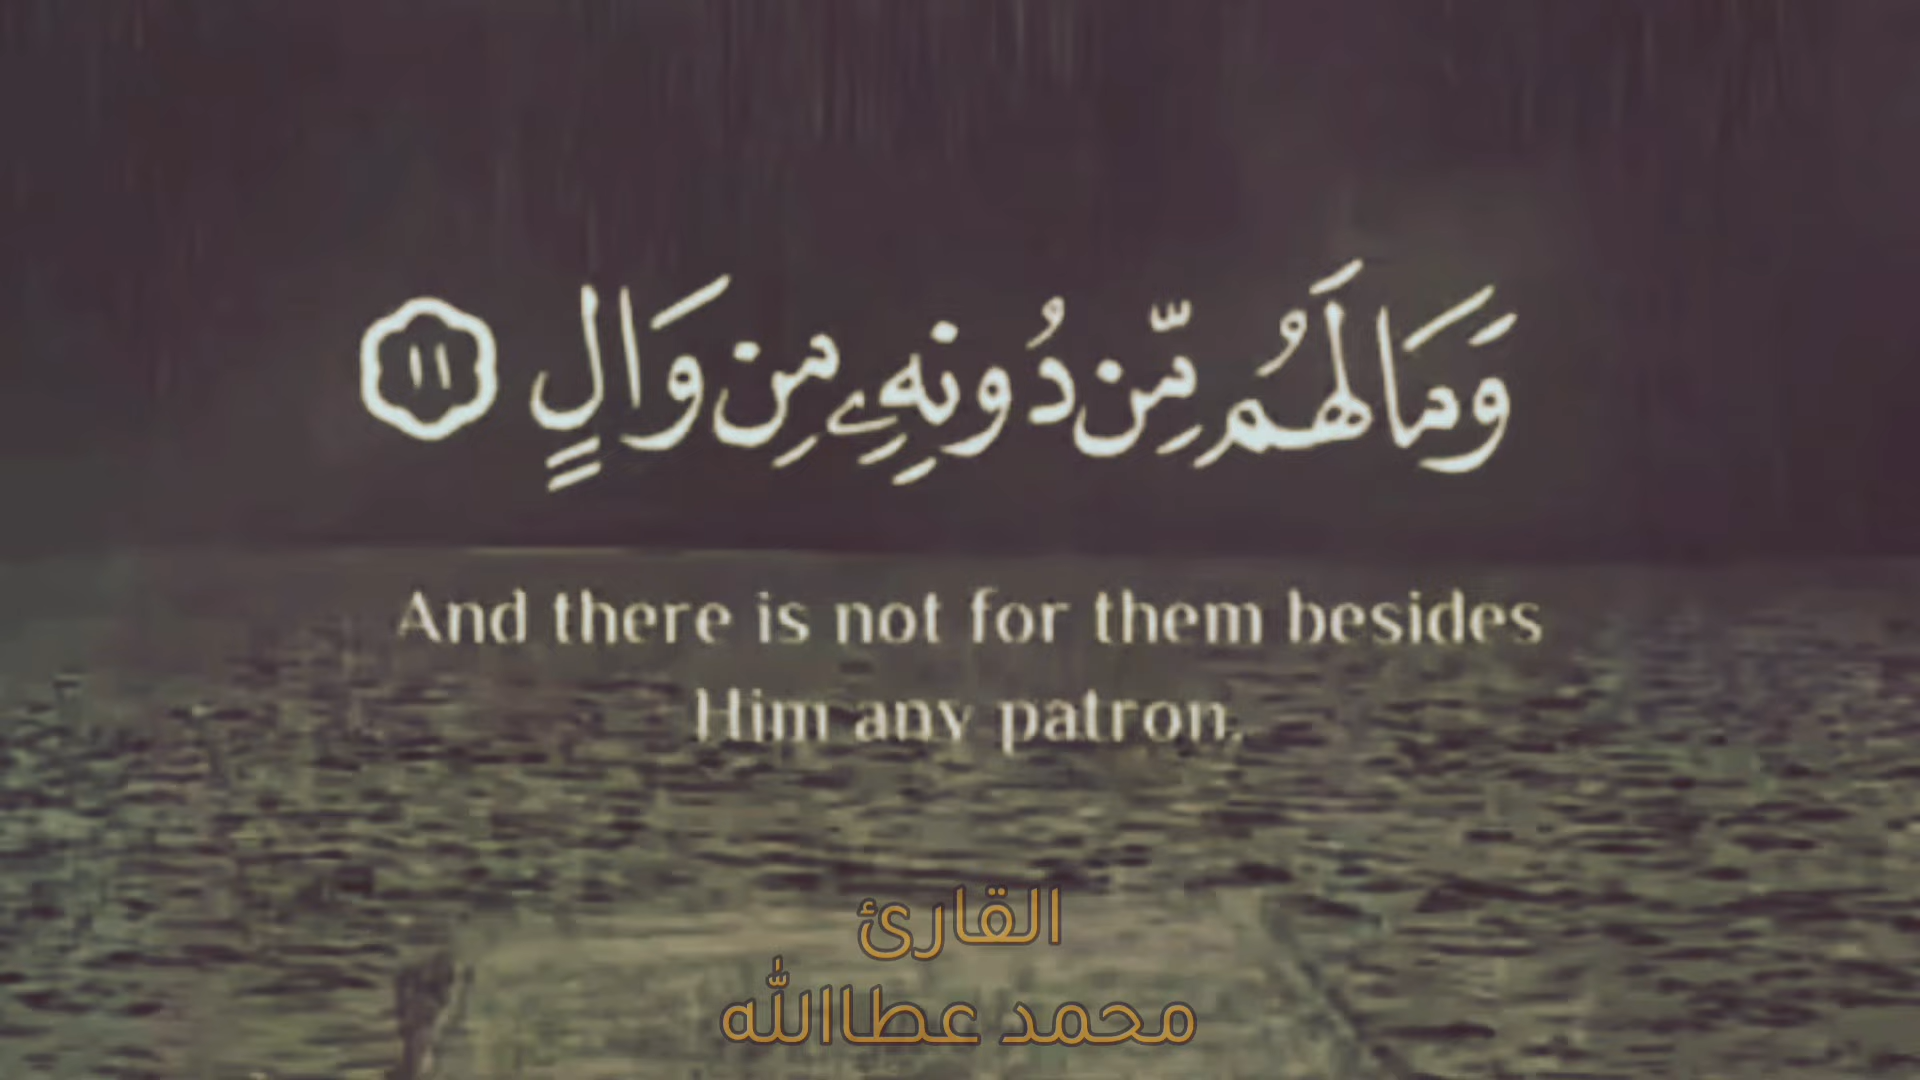 وَمَا لَهُم مِّن دُونِهِۦ مِن وَالٍ ١١
And there is not for them besides
Him any patron.
القارئ
محمد عطاالله